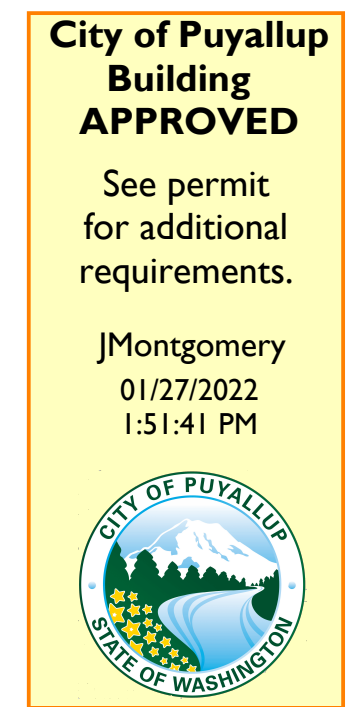 City of Puyallup
Building
APPROVED
See permit
for additional
requirements.
JMontgomery
01/27/2022
1:51:41 PM
CITY OF PUYALLUP
STATE OF WASHINGTON